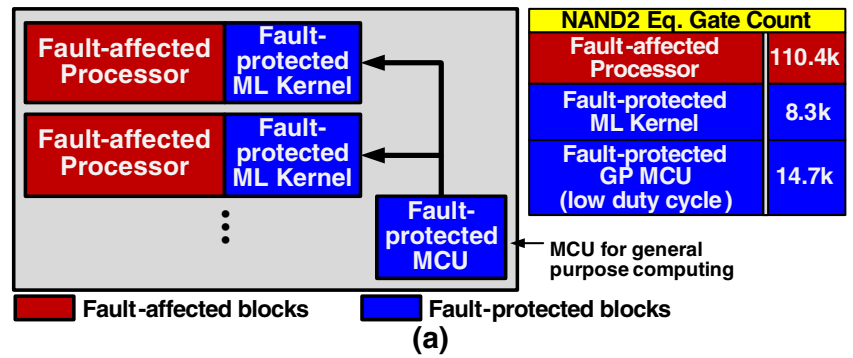 Fault-affected
Processor
Fault-
protected
ML Kernel
Fault-affected
Processor
Fault-
protected
ML Kernel
Fault-
protected
MCU
MCU for general
purpose computing
NAND2 Eq. Gate Count
Fault-affected
Processor
110.4k
Fault-protected
ML Kernel
8.3k
Fault-protected
GP MCU
(low duty cycle)
14.7k
Fault-affected blocks
Fault-protected blocks
(a)